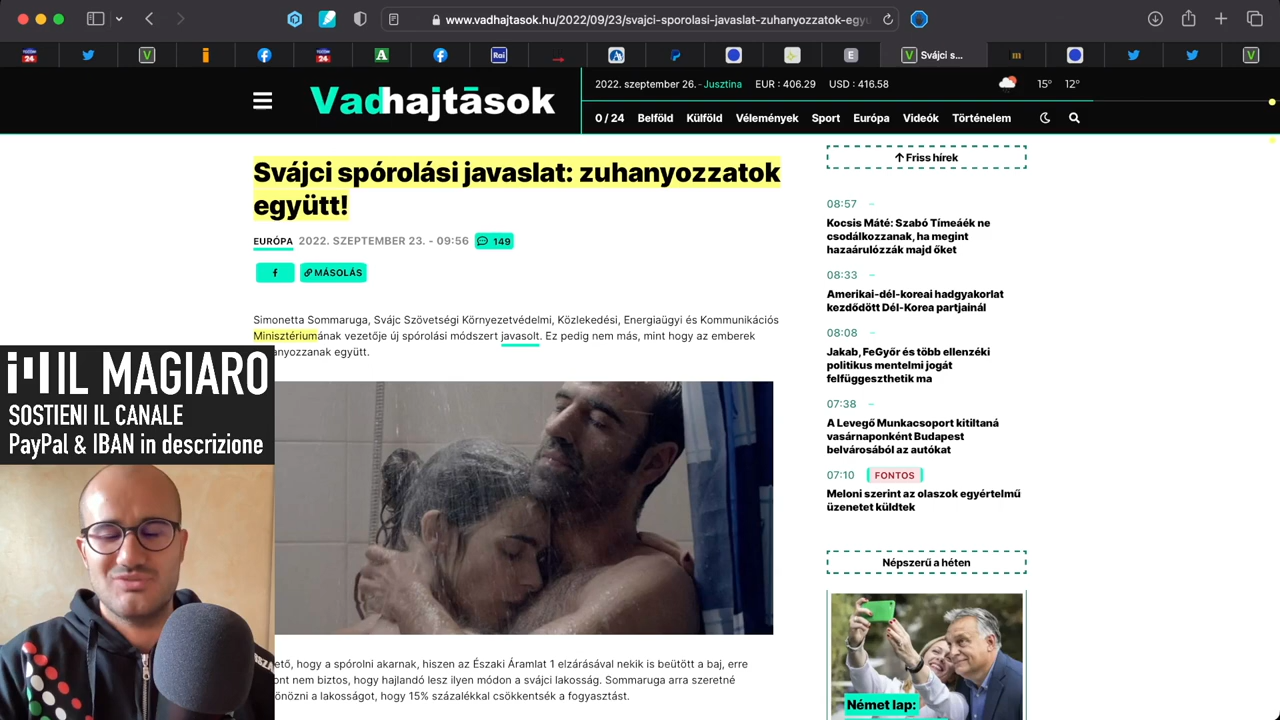 www.vadhajtasok.hu/2022/09/23/svajci-sporolasi-javaslat-zuhanyozzatok-egyu
Svájci s...
Vadhajtāsok
2022. szeptember 26. - Jusztina EUR : 406.29 USD : 416.58
15° 12°
0 / 24 Belföld Külföld Vélemények Sport Európa Videók Történelem
Svájci spórolási javaslat: zuhanyozzatok
együtt!
EURÓPA 2022. SZEPTEMBER 23. - 09:56 149
f MÁSOLÁS
Simonetta Sommaruga, Svájc Szövetségi Környezetvédelmi, Közlekedési, Energiaügyi és Kommunikációs
Minisztériumának vezetője új spórolási módszert javasolt. Ez pedig nem más, mint hogy az emberek
anyozzanak együtt.
IL MAGIARO
SOSTIENI IL CANALE
PayPal & IBAN in descrizione
ető, hogy a spórolni akarnak, hiszen az Északi Áramlat 1 elzárásával nekik is beütött a baj, erre
ont nem biztos, hogy hajlandó lesz ilyen módon a svájci lakosság. Sommaruga arra szeretné
önözni a lakosságot, hogy 15% százalékkal csökkentsék a fogyasztást.
↑ Friss hírek
08:57 –
Kocsis Máté: Szabó Tímeáék ne
csodálkozzanak, ha megint
hazaárulózzák majd őket
08:33 –
Amerikai-dél-koreai hadgyakorlat
kezdődött Dél-Korea partjainál
08:08 –
Jakab, FeGyőr és több ellenzéki
politikus mentelmi jogát
felfüggeszthetik ma
07:38 –
A Levegő Munkacsoport kitiltaná
vasárnaponként Budapest
belvárosából az autókat
07:10 FONTOS
Meloni szerint az olaszok egyértelmű
üzenetet küldtek
Népszerű a héten
Német lap: